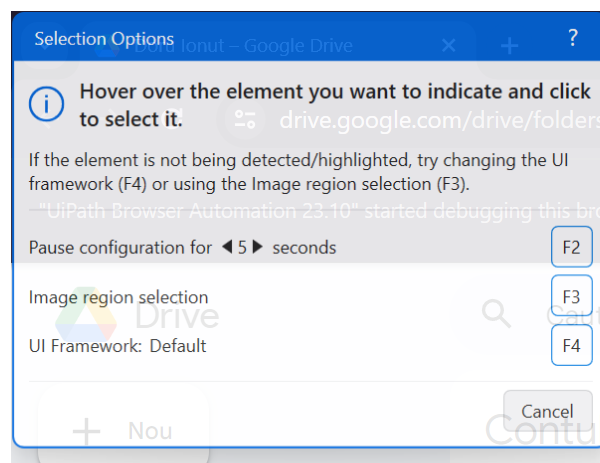 Selection Options
?
Doru Ionut – Google Drive
Hover over the element you want to indicate and click
to select it.
drive.google.com/drive/folders
If the element is not being detected/highlighted, try changing the UI
framework (F4) or using the Image region selection (F3).
"UiPath Browser Automation 23.10" started debugging this bro
Pause configuration for 5 seconds
F2
Image region selection
F3
Drive
UI Framework: Default
F4
Cancel
Nou